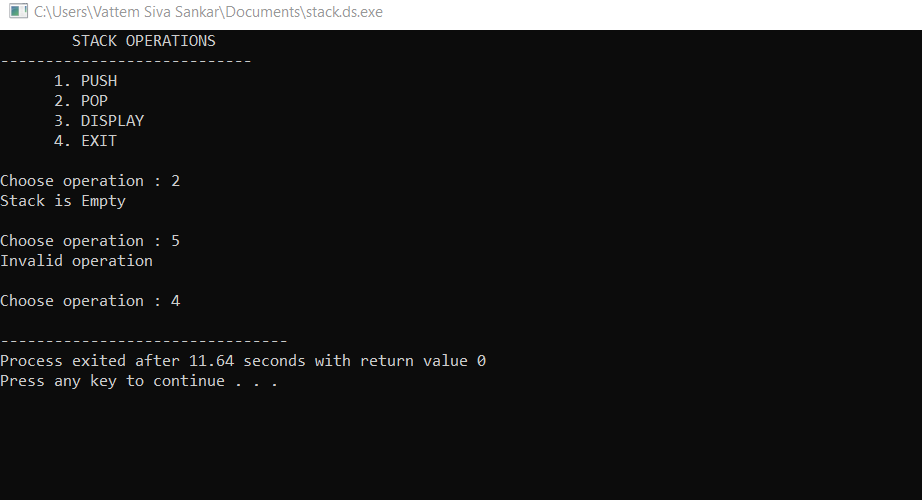 C:\Users\Vattem Siva Sankar\Documents\stack.ds.exe
STACK OPERATIONS
----------------------------
1. PUSH
2. POP
3. DISPLAY
4. EXIT
Choose operation : 2
Stack is Empty
Choose operation : 5
Invalid operation
Choose operation : 4
--------------------------------
Process exited after 11.64 seconds with return value 0
Press any key to continue . . .